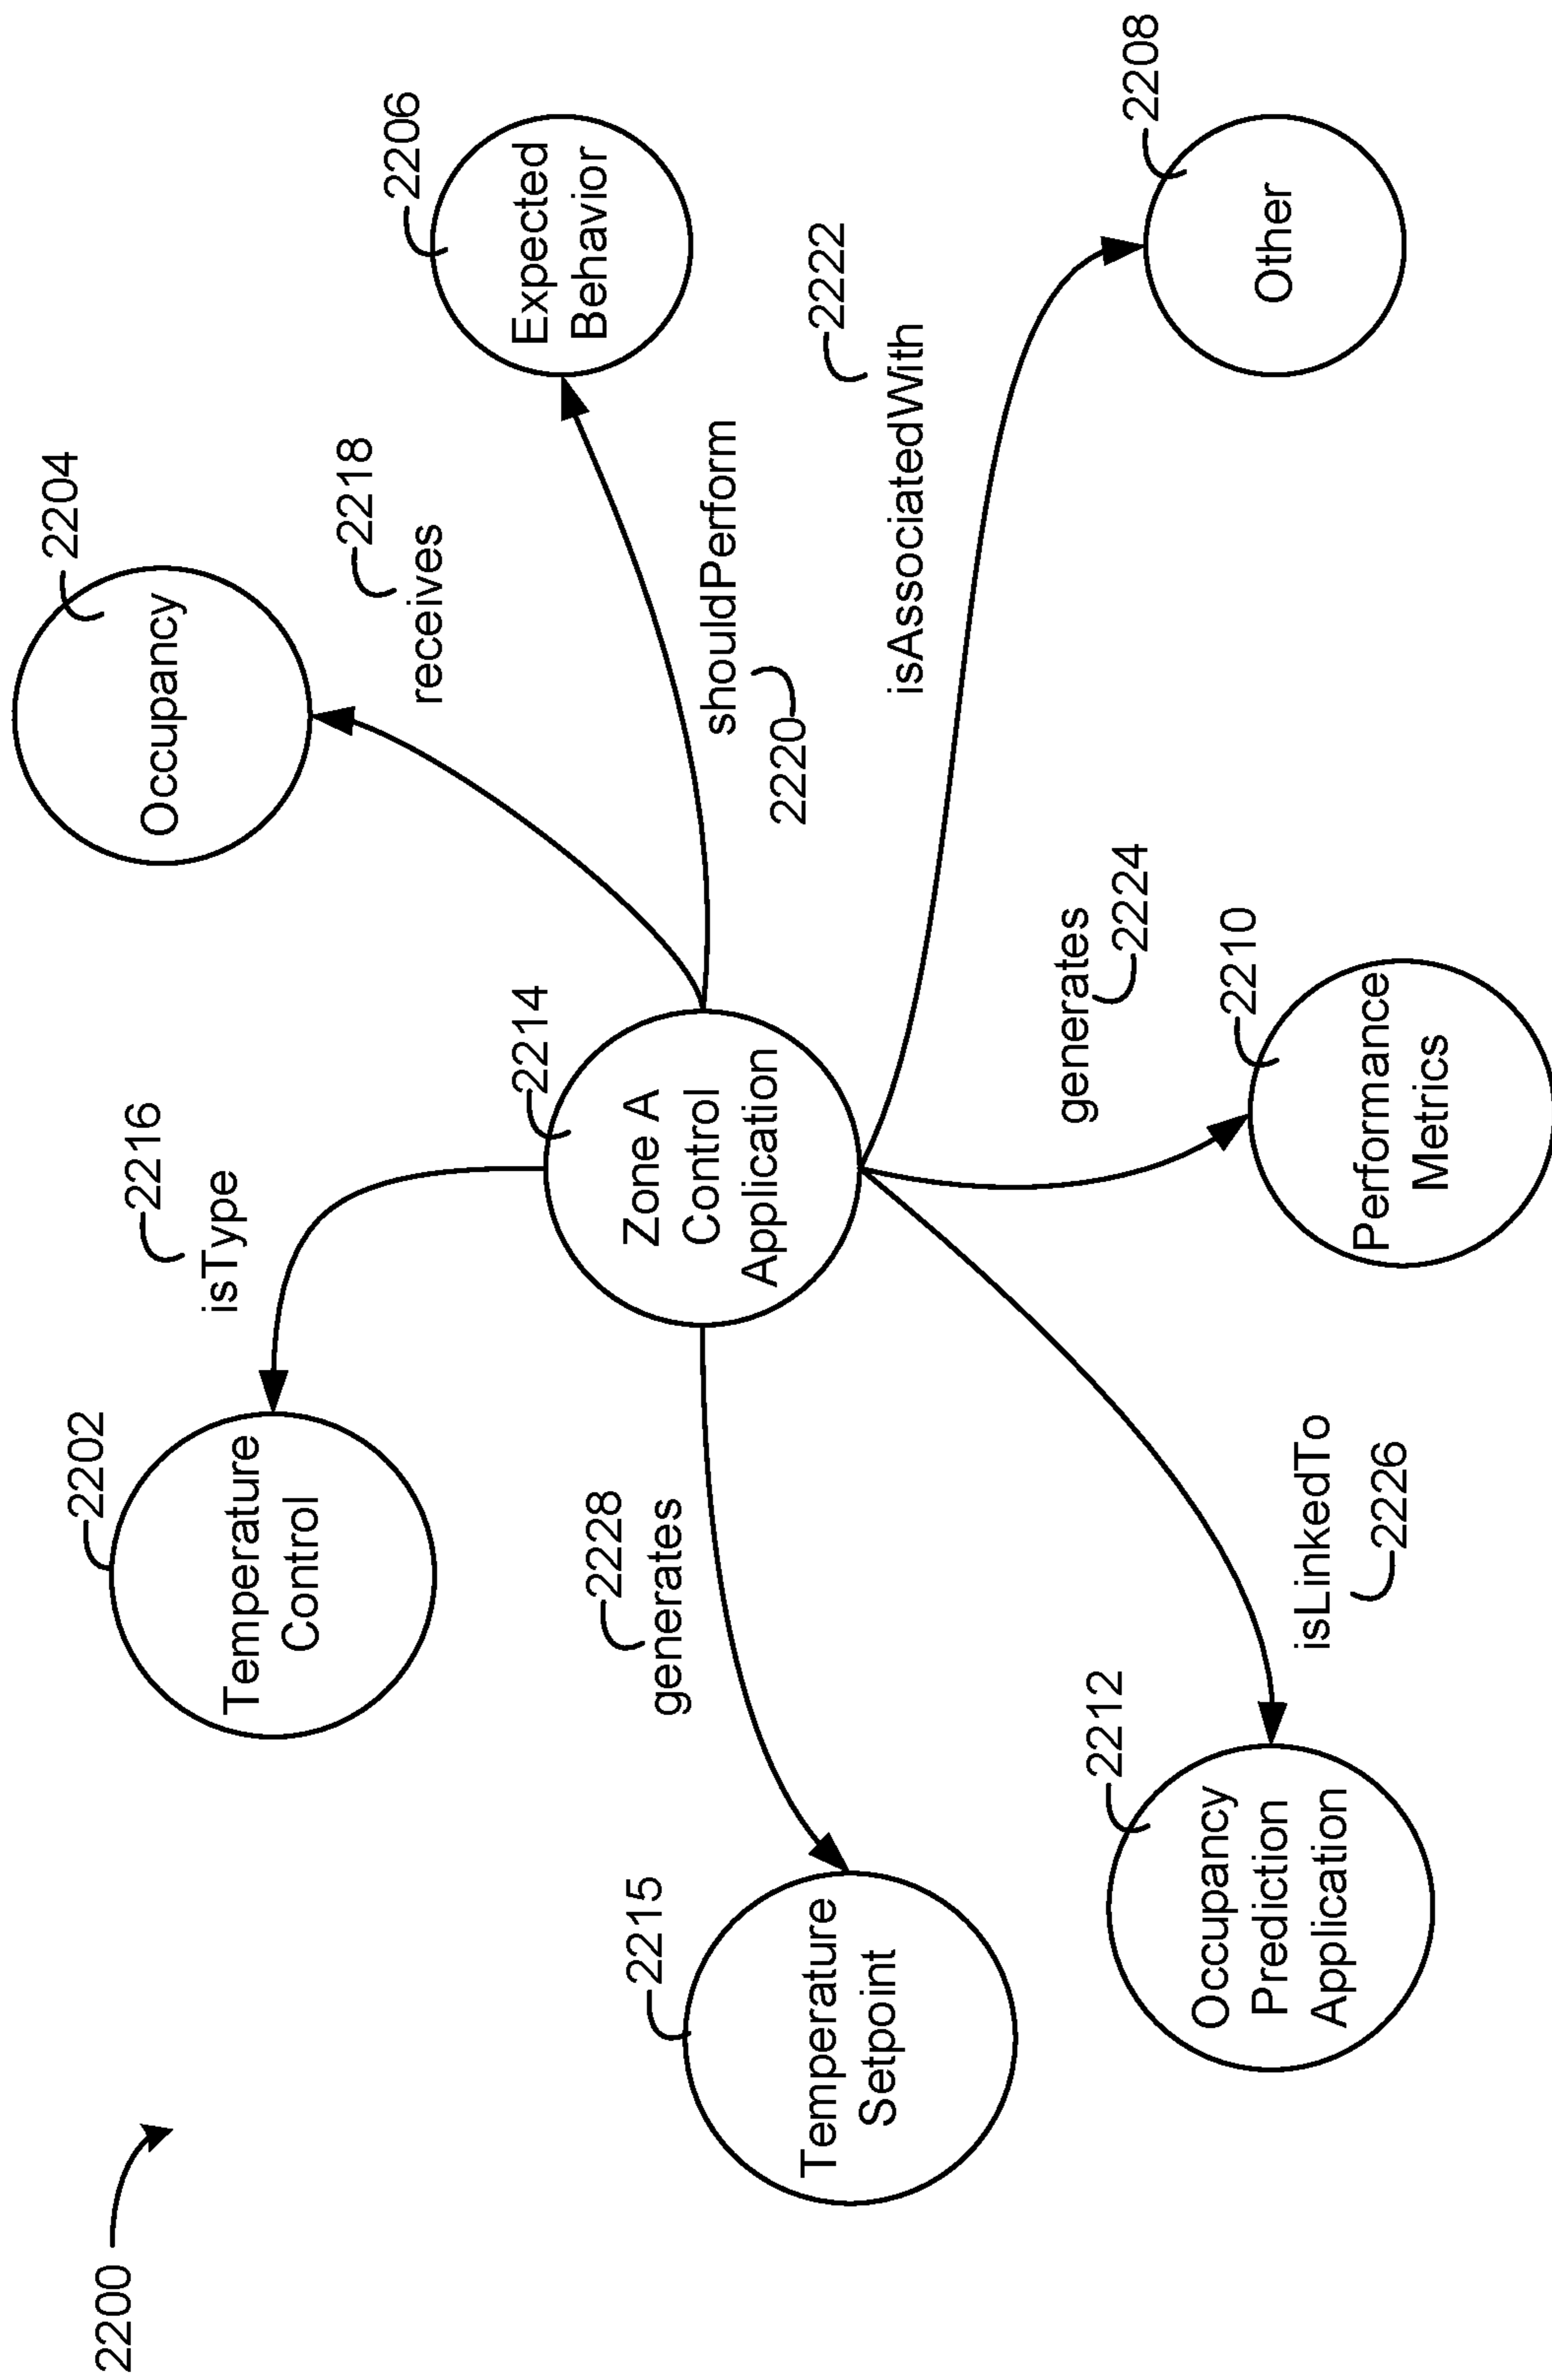 2200
2202
Temperature
Control
2216
isType
2204
Occupancy
2218
receives
2206
Expected
Behavior
2214
Zone A
Control
Application
shouldPerform
2220
2222
isAssociatedWith
2208
Other
2228
generates
2215
Temperature
Setpoint
generates
2224
2210
Performance
Metrics
2212
Occupancy
Prediction
Application
isLinkedTo
2226